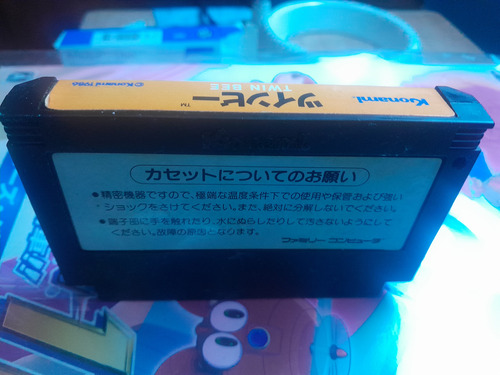 Konami
ツインビー™
TWIN BEE
©Konami 1986
カセットについてのお願い
●精密機器ですので、極端な温度条件下での使用や保管および強い
ショックをさけてください。また、絶対に分解しないでください。
●端子部に手を触れたり、水にぬらしたりして汚さないようにして
ください。故障の原因となります。
ファミリー コンピュータ